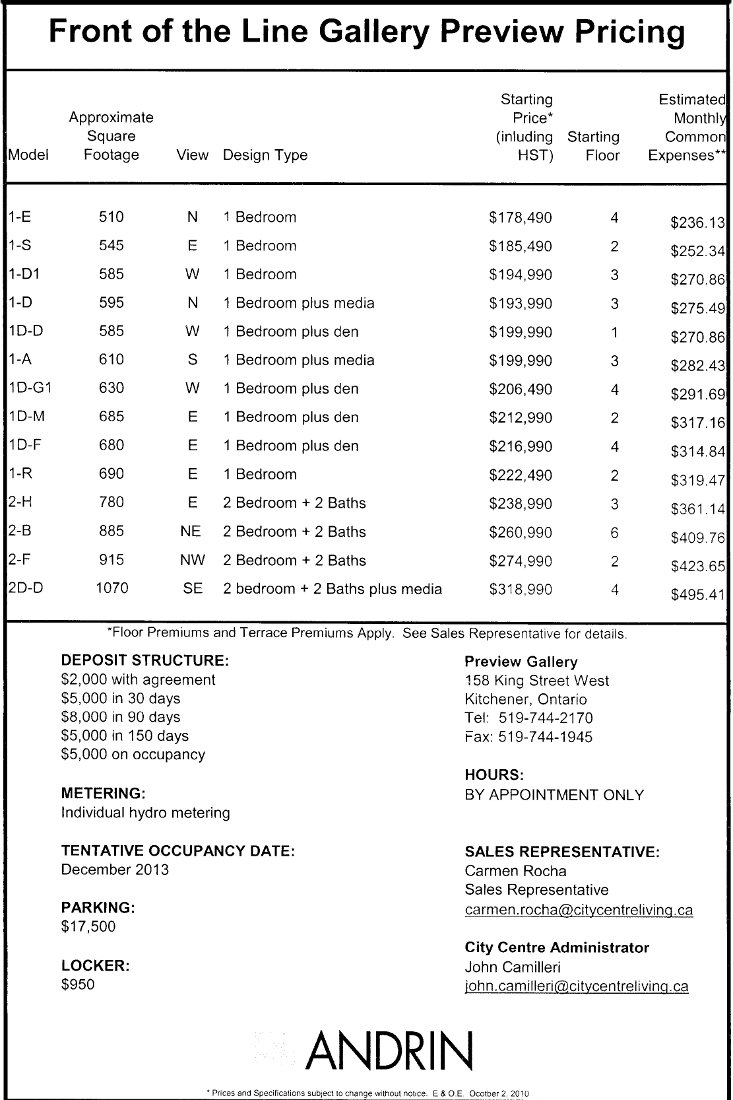 Front of the Line Gallery Preview Pricing
Model Approximate Square Footage View Design Type Starting Price* (inluding HST) Starting Floor Estimated Monthly Common Expenses**
1-E 510 N 1 Bedroom $178,490 4 $236.13
1-S 545 E 1 Bedroom $185,490 2 $252.34
1-D1 585 W 1 Bedroom $194,990 3 $270.86
1-D 595 N 1 Bedroom plus media $193,990 3 $275.49
1D-D 585 W 1 Bedroom plus den $199,990 1 $270.86
1-A 610 S 1 Bedroom plus media $199,990 3 $282.43
1D-G1 630 W 1 Bedroom plus den $206,490 4 $291.69
1D-M 685 E 1 Bedroom plus den $212,990 2 $317.16
1D-F 680 E 1 Bedroom plus den $216,990 4 $314.84
1-R 690 E 1 Bedroom $222,490 2 $319.47
2-H 780 E 2 Bedroom + 2 Baths $238,990 3 $361.14
2-B 885 NE 2 Bedroom + 2 Baths $260,990 6 $409.76
2-F 915 NW 2 Bedroom + 2 Baths $274,990 2 $423.65
2D-D 1070 SE 2 bedroom + 2 Baths plus media $318,990 4 $495.41
*Floor Premiums and Terrace Premiums Apply. See Sales Representative for details.
DEPOSIT STRUCTURE:
$2,000 with agreement
$5,000 in 30 days
$8,000 in 90 days
$5,000 in 150 days
$5,000 on occupancy
METERING:
Individual hydro metering
TENTATIVE OCCUPANCY DATE:
December 2013
PARKING:
$17,500
LOCKER:
$950
Preview Gallery
158 King Street West
Kitchener, Ontario
Tel: 519-744-2170
Fax: 519-744-1945
HOURS:
BY APPOINTMENT ONLY
SALES REPRESENTATIVE:
Carmen Rocha
Sales Representative
carmen.rocha@citycentreliving.ca
City Centre Administrator
John Camilleri
john.camilleri@citycentreliving.ca
ANDRIN
* Prices and Specifications subject to change without notice. E & O.E. Ocotber 2, 2010